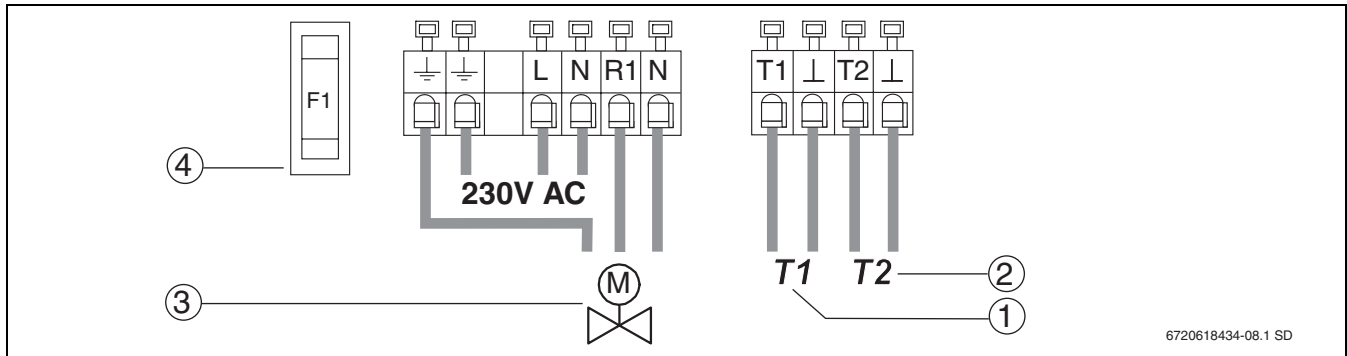 F1
⏚ ⏚ L N R1 N
T1 ⊥ T2 ⊥
230V AC
T1 T2
M
4
3
2
1
6720618434-08.1 SD